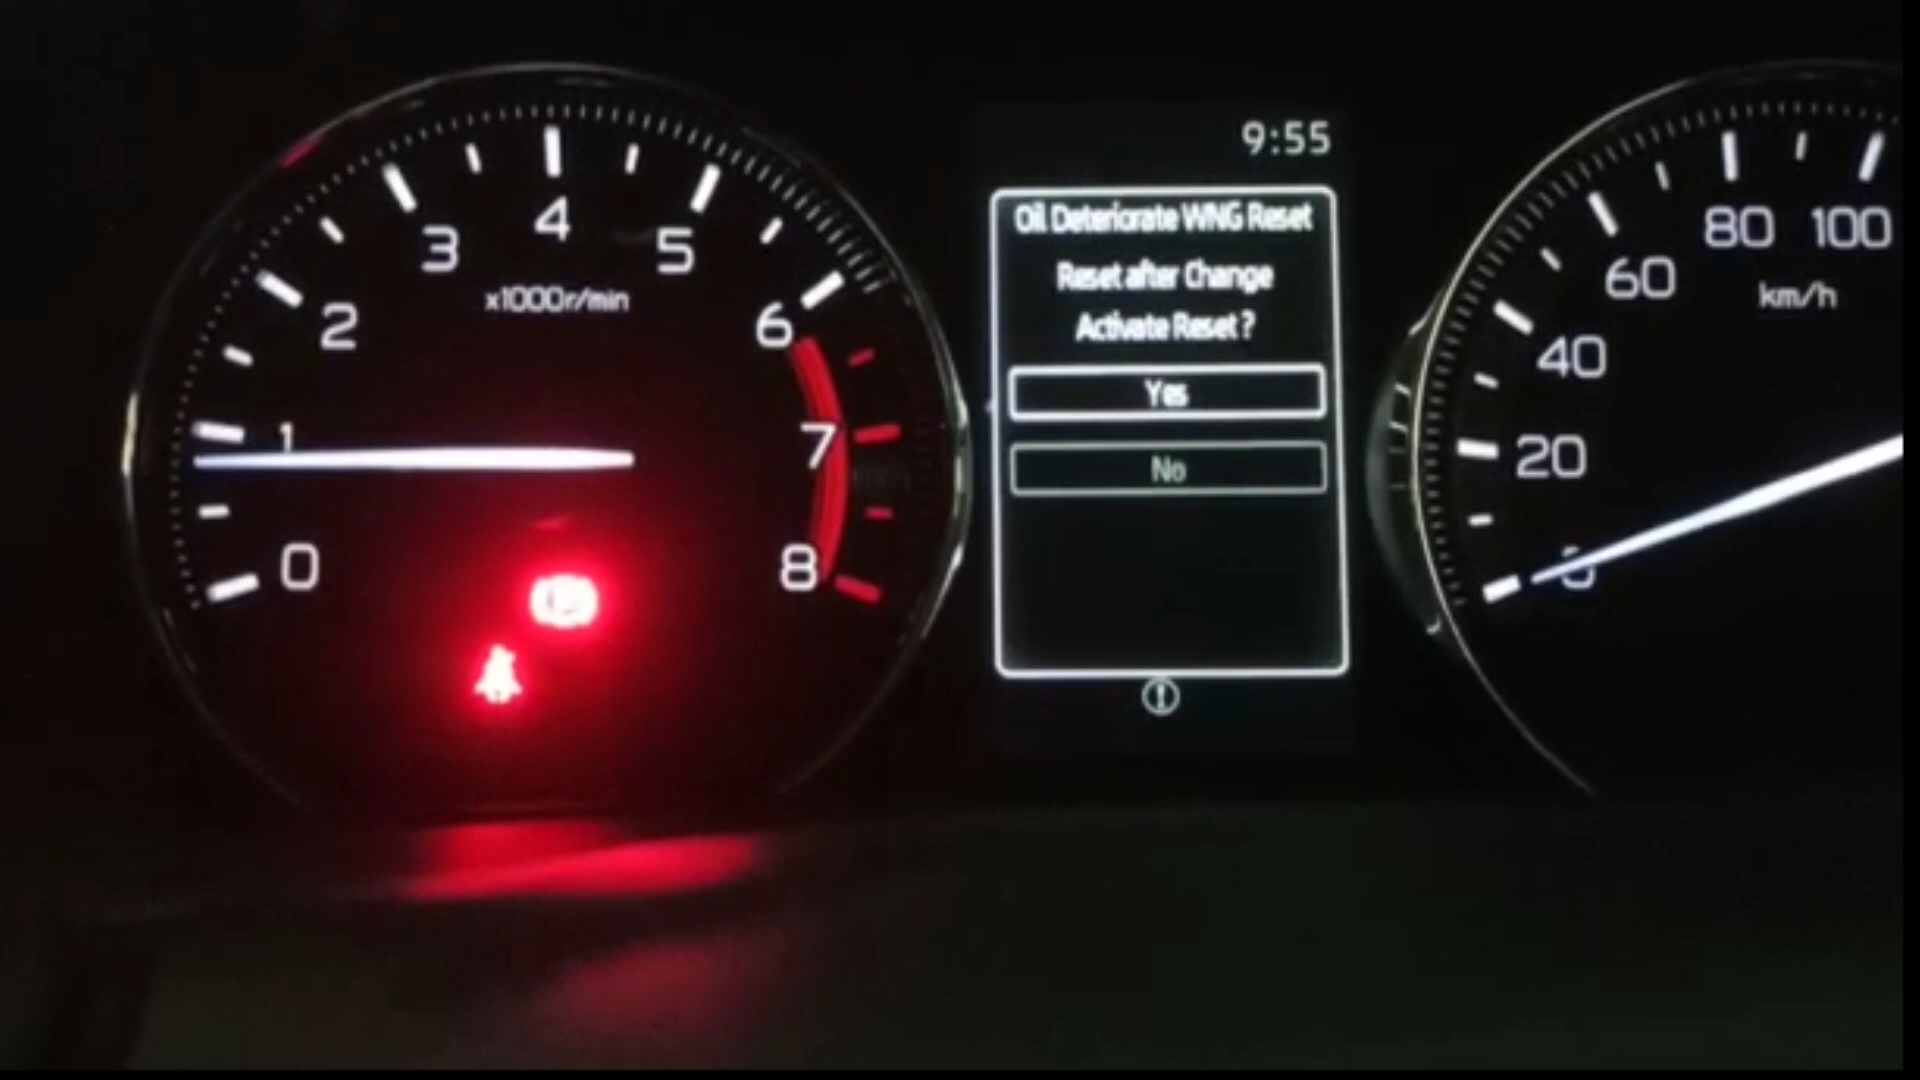 9:55
Oil Deteriorate WNG Reset
Reset after Change
Activate Reset?
Yes
No
0
1
2
3
4
5
6
7
8
x1000r/min
20
40
60
80
100
km/h